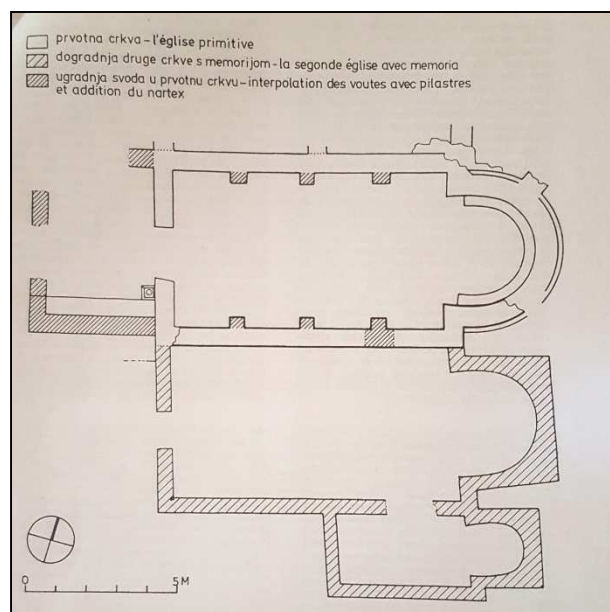 prvotna crkva – l'église primitive
dogradnja druge crkve s memorijom - la segonde église avec memoria
ugradnja svoda u prvotnu crkvu – interpolation des voutes avec pilastres
et addition du nartex
0 5 M